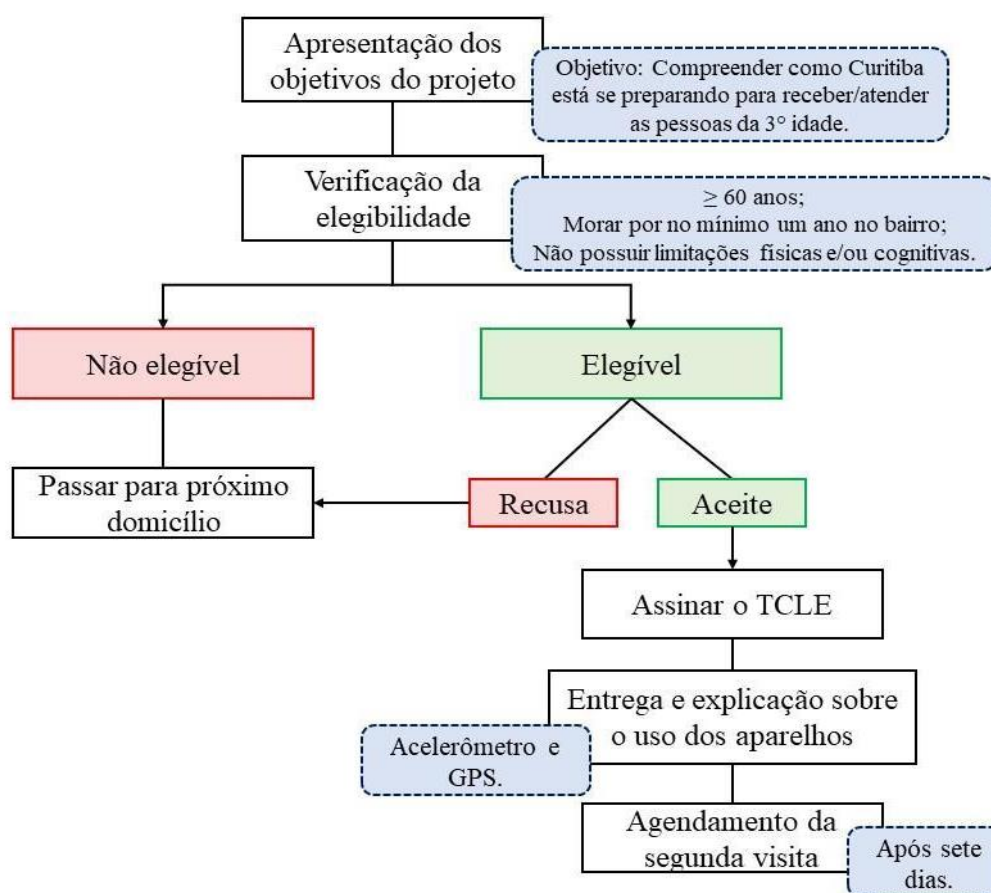 Apresentação dos
objetivos do projeto
Objetivo: Compreender como Curitiba
está se preparando para receber/atender
as pessoas da 3° idade.
Verificação da
elegibilidade
≥ 60 anos;
Morar por no mínimo um ano no bairro;
Não possuir limitações físicas e/ou cognitivas.
Não elegível
Elegível
Passar para próximo
domicílio
Recusa
Aceite
Assinar o TCLE
Entrega e explicação sobre
o uso dos aparelhos
Acelerômetro e
GPS.
Agendamento da
segunda visita
Após sete
dias.